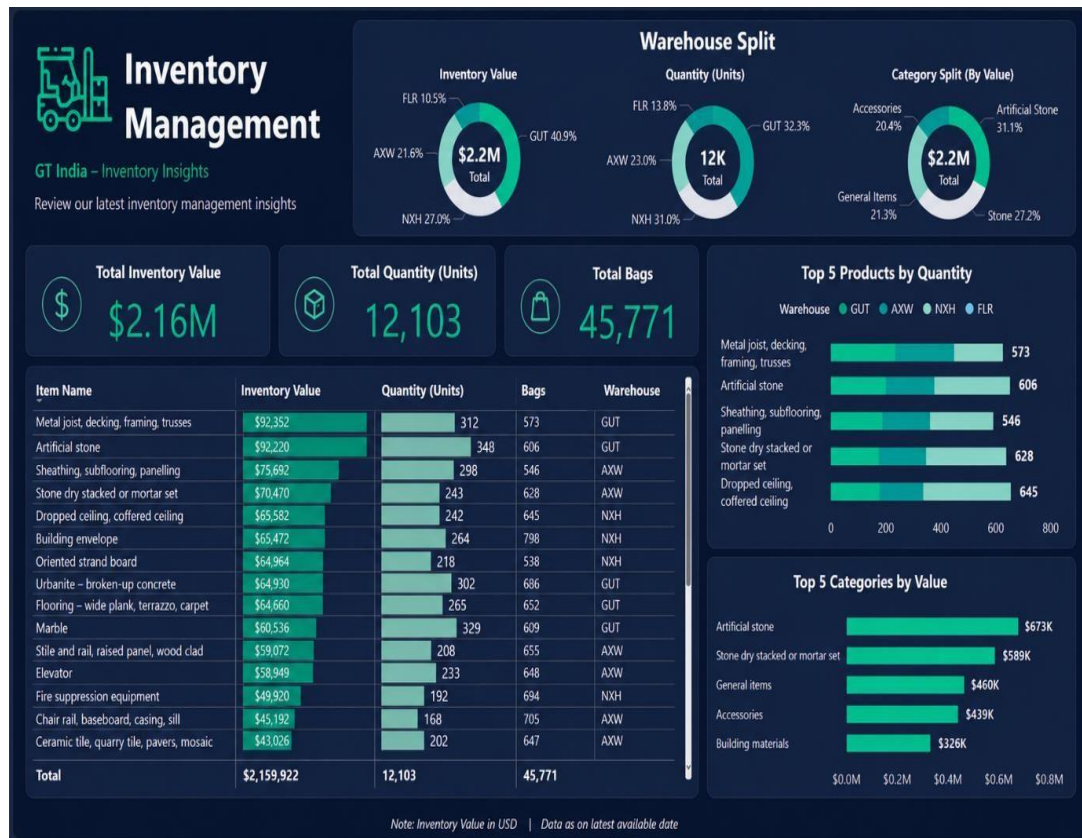 Inventory
Management
GT India – Inventory Insights
Review our latest inventory management insights
Warehouse Split
Inventory Value
FLR 10.5%
GUT 40.9%
AXW 21.6%
$2.2M
Total
NXH 27.0%
Quantity (Units)
FLR 13.8%
GUT 32.3%
AXW 23.0%
12K
Total
NXH 31.0%
Category Split (By Value)
Accessories
20.4%
Artificial Stone
31.1%
$2.2M
Total
General Items
21.3%
Stone 27.2%
$
Total Inventory Value
$2.16M
Total Quantity (Units)
12,103
Total Bags
45,771
Item Name Inventory Value Quantity (Units) Bags Warehouse
Metal joist, decking, framing, trusses $92,352 312 573 GUT
Artificial stone $92,220 348 606 GUT
Sheathing, subflooring, panelling $75,692 298 546 AXW
Stone dry stacked or mortar set $70,470 243 628 AXW
Dropped ceiling, coffered ceiling $65,582 242 645 NXH
Building envelope $65,472 264 798 NXH
Oriented strand board $64,964 218 538 NXH
Urbanite – broken-up concrete $64,930 302 686 GUT
Flooring – wide plank, terrazzo, carpet $64,660 265 652 GUT
Marble $60,536 329 609 GUT
Stile and rail, raised panel, wood clad $59,072 208 655 AXW
Elevator $58,949 233 648 AXW
Fire suppression equipment $49,920 192 694 NXH
Chair rail, baseboard, casing, sill $45,192 168 705 AXW
Ceramic tile, quarry tile, pavers, mosaic $43,026 202 647 AXW
Total $2,159,922 12,103 45,771
Top 5 Products by Quantity
Warehouse GUT AXW NXH FLR
Metal joist, decking,
framing, trusses
573
Artificial stone 606
Sheathing, subflooring,
panelling
546
Stone dry stacked or
mortar set
628
Dropped ceiling,
coffered ceiling
645
0 200 400 600 800
Top 5 Categories by Value
Artificial stone $673K
Stone dry stacked or mortar set $589K
General items $460K
Accessories $439K
Building materials $326K
$0.0M $0.2M $0.4M $0.6M $0.8M
Note: Inventory Value in USD | Data as on latest available date